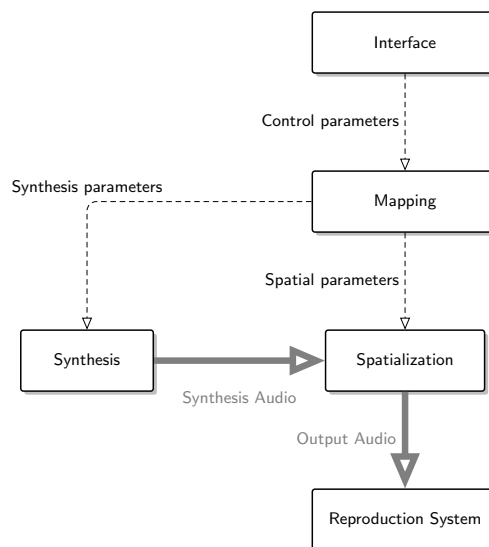 Interface
Control parameters
Synthesis parameters
Mapping
Spatial parameters
Synthesis
Spatialization
Synthesis Audio
Output Audio
Reproduction System